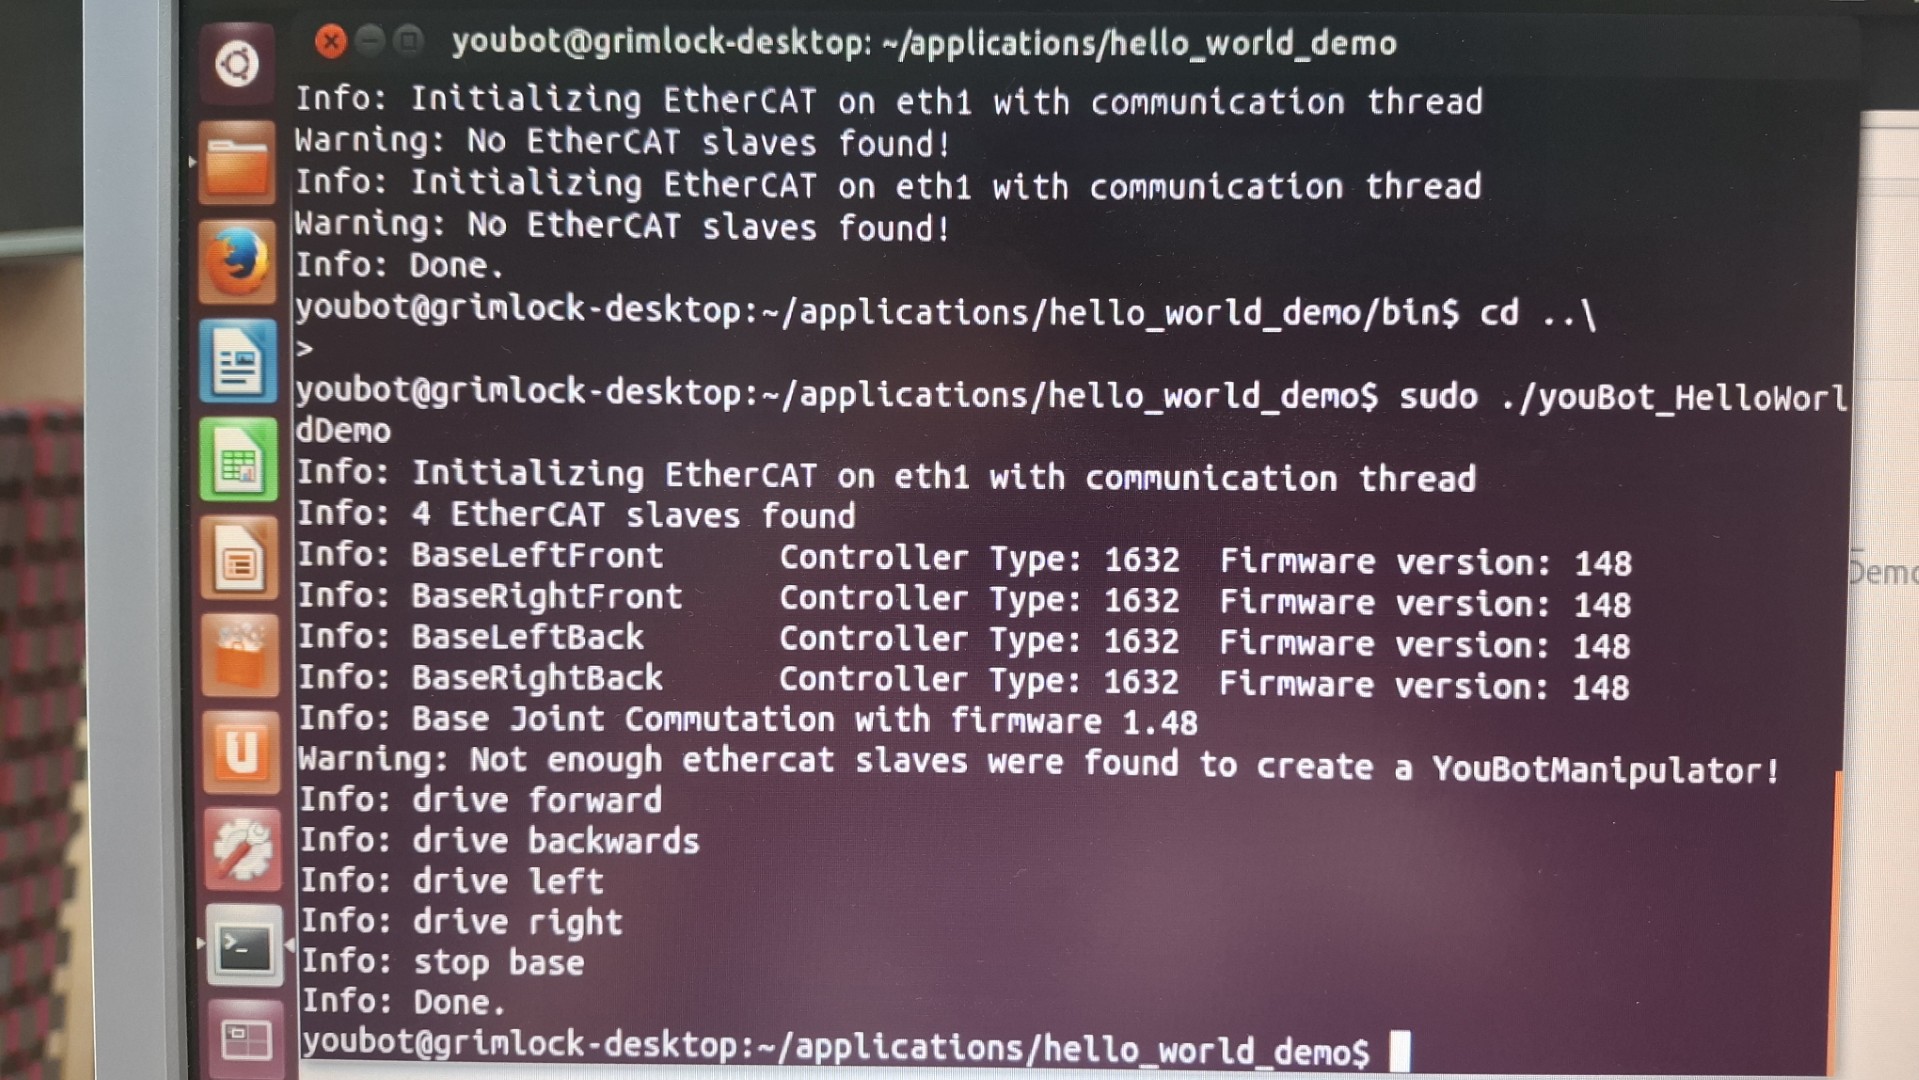 youbot@grimlock-desktop: ~/applications/hello_world_demo
Info: Initializing EtherCAT on eth1 with communication thread
Warning: No EtherCAT slaves found!
Info: Initializing EtherCAT on eth1 with communication thread
Warning: No EtherCAT slaves found!
Info: Done.
youbot@grimlock-desktop:~/applications/hello_world_demo/bin$ cd ..\
>
youbot@grimlock-desktop:~/applications/hello_world_demo$ sudo ./youBot_HelloWorl
dDemo
Info: Initializing EtherCAT on eth1 with communication thread
Info: 4 EtherCAT slaves found
Info: BaseLeftFront Controller Type: 1632 Firmware version: 148
Info: BaseRightFront Controller Type: 1632 Firmware version: 148
Info: BaseLeftBack Controller Type: 1632 Firmware version: 148
Info: BaseRightBack Controller Type: 1632 Firmware version: 148
Info: Base Joint Commutation with firmware 1.48
Warning: Not enough ethercat slaves were found to create a YouBotManipulator!
Info: drive forward
Info: drive backwards
Info: drive left
Info: drive right
Info: stop base
Info: Done.
youbot@grimlock-desktop:~/applications/hello_world_demo$